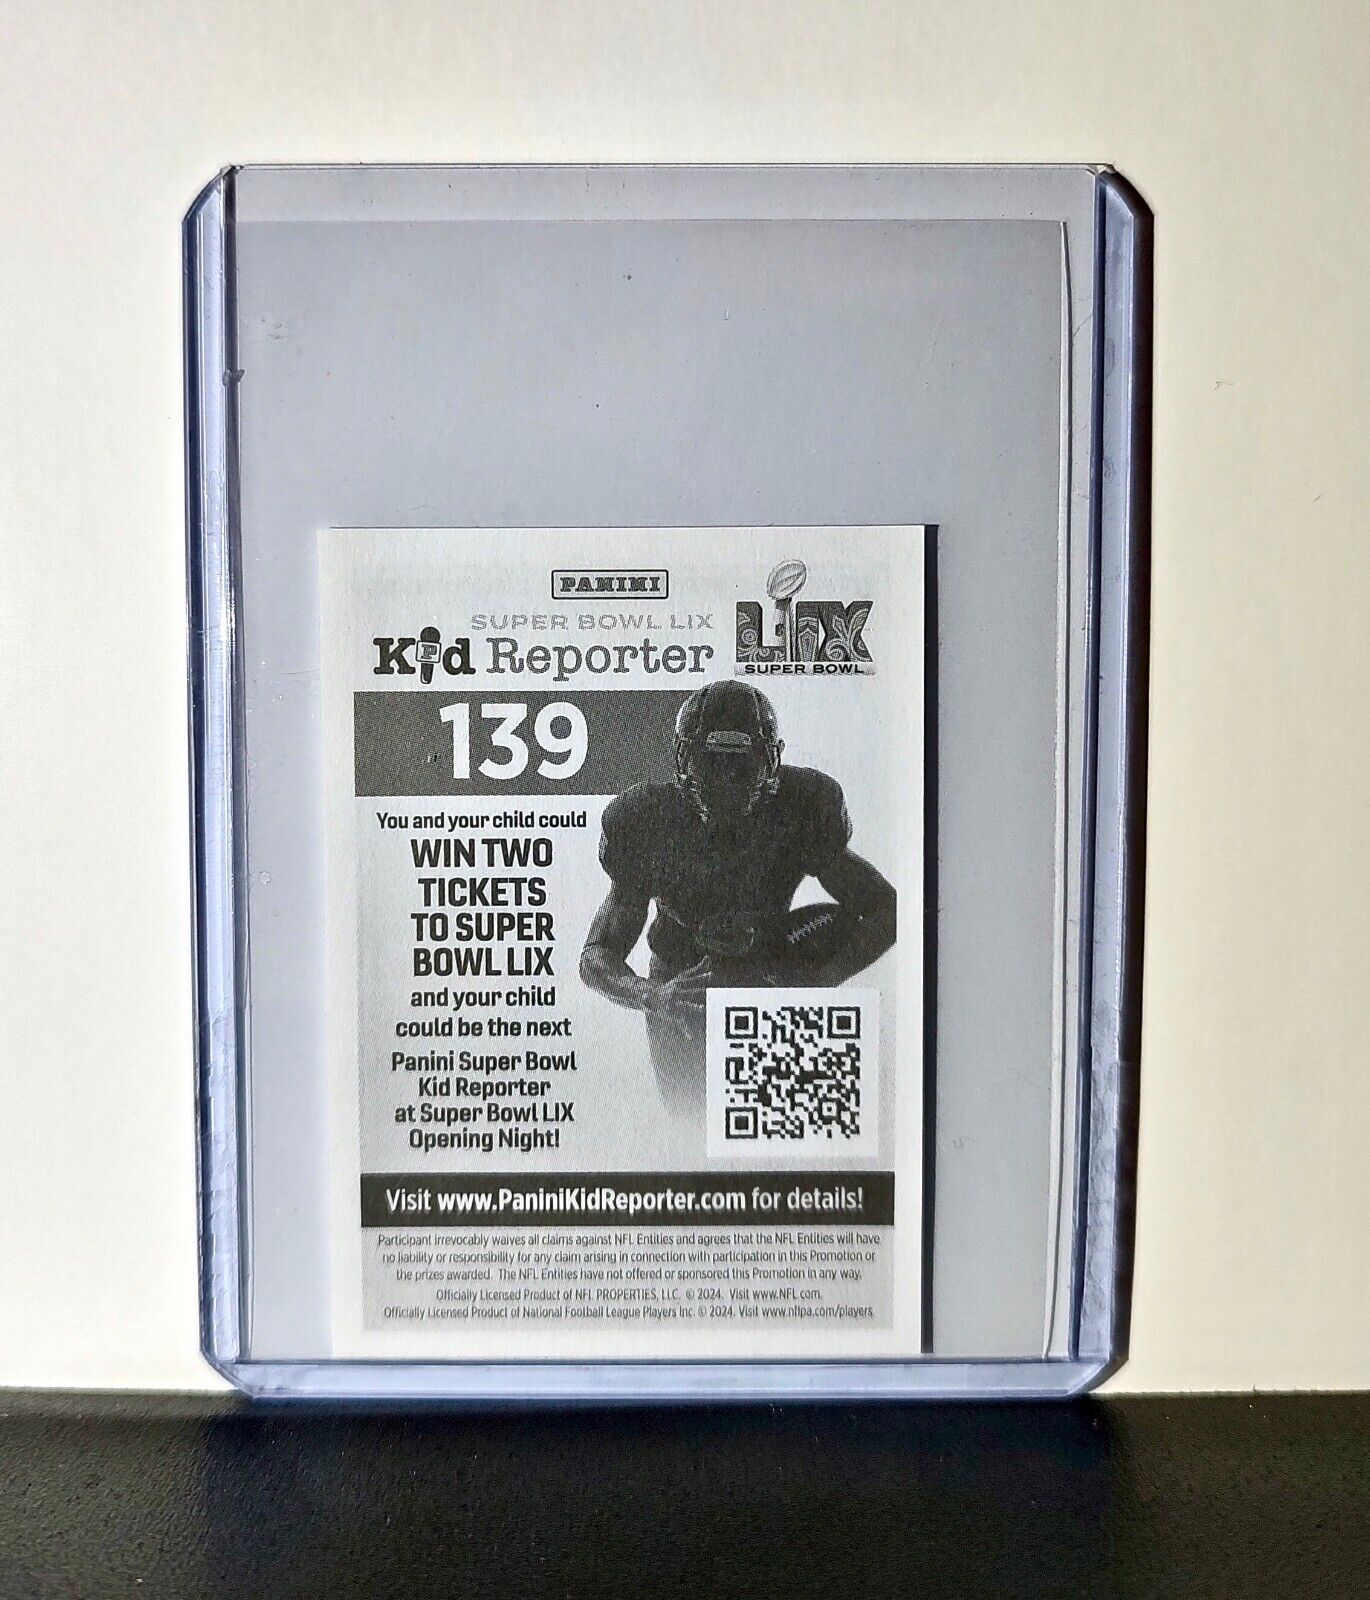 PANINI
SUPER BOWL LIX
Kid Reporter
LIX
SUPER BOWL
139
You and your child could
WIN TWO
TICKETS
TO SUPER
BOWL LIX
and your child
could be the next
Panini Super Bowl
Kid Reporter
at Super Bowl LIX
Opening Night!
Visit www.PaniniKidReporter.com for details!
Participant irrevocably waives all claims against NFL Entities and agrees that the NFL Entities will have
no liability or responsibility for any claim arising in connection with participation in this Promotion or
the prizes awarded. The NFL Entities have not offered or sponsored this Promotion in any way.
Officially Licensed Product of NFL PROPERTIES, LLC. © 2024. Visit www.NFL.com.
Officially Licensed Product of National Football League Players Inc. © 2024. Visit www.nflpa.com/players.